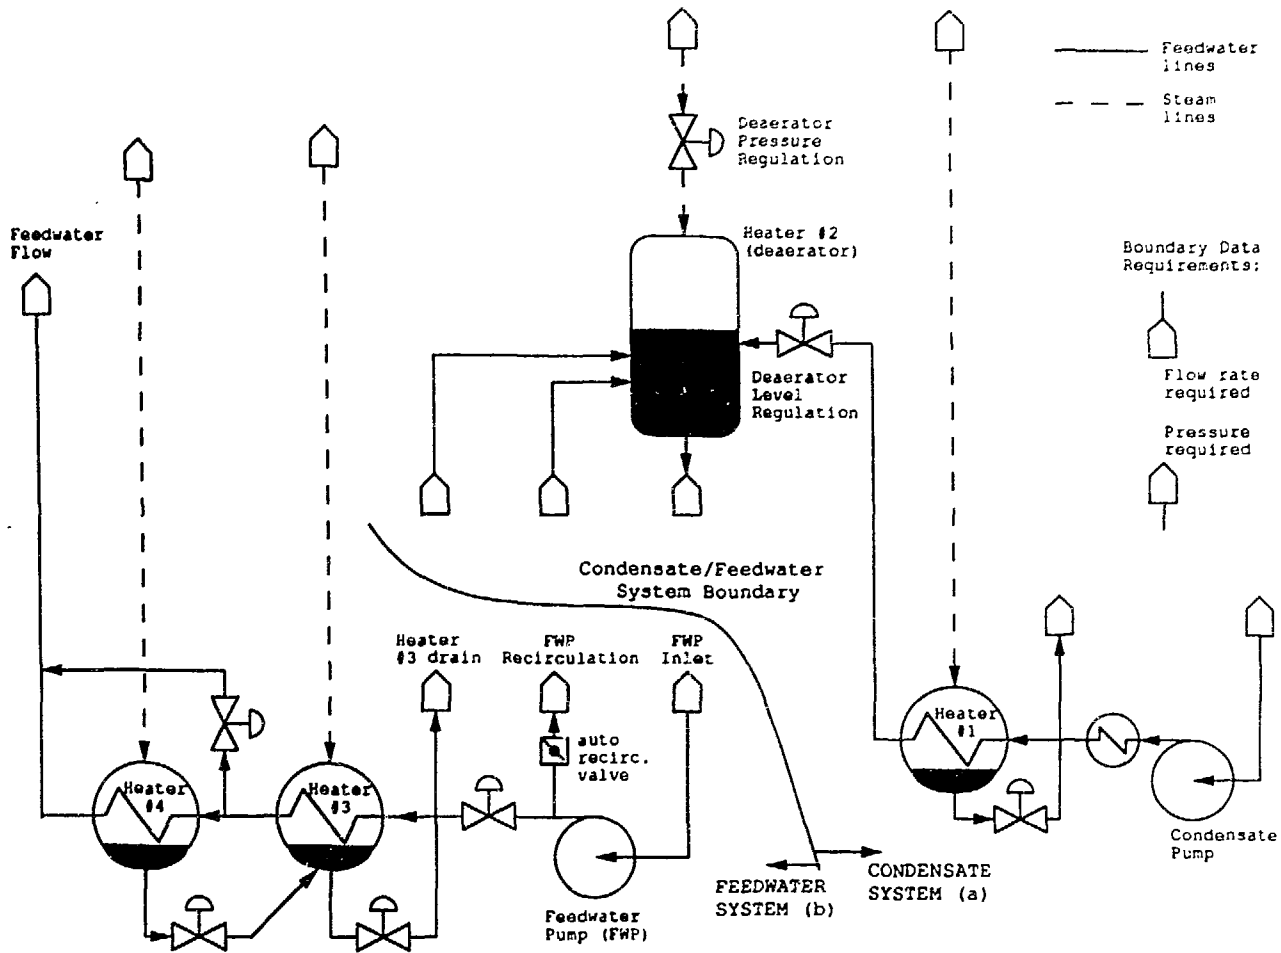 Feedwater
lines
Steam
lines
Deaerator
Pressure
Regulation
Feedwater
Flow
Heater #2
(deaerator)
Boundary Data
Requirements:
Flow rate
required
Deaerator
Level
Regulation
Pressure
required
Condensate/Feedwater
System Boundary
Heater
#3 drain
FWP
Recirculation
FWP
Inlet
auto
recirc.
valve
Heater
#1
Heater
#4
Heater
#3
Condensate
Pump
FEEDWATER
SYSTEM (b)
CONDENSATE
SYSTEM (a)
Feedwater
Pump (FWP)